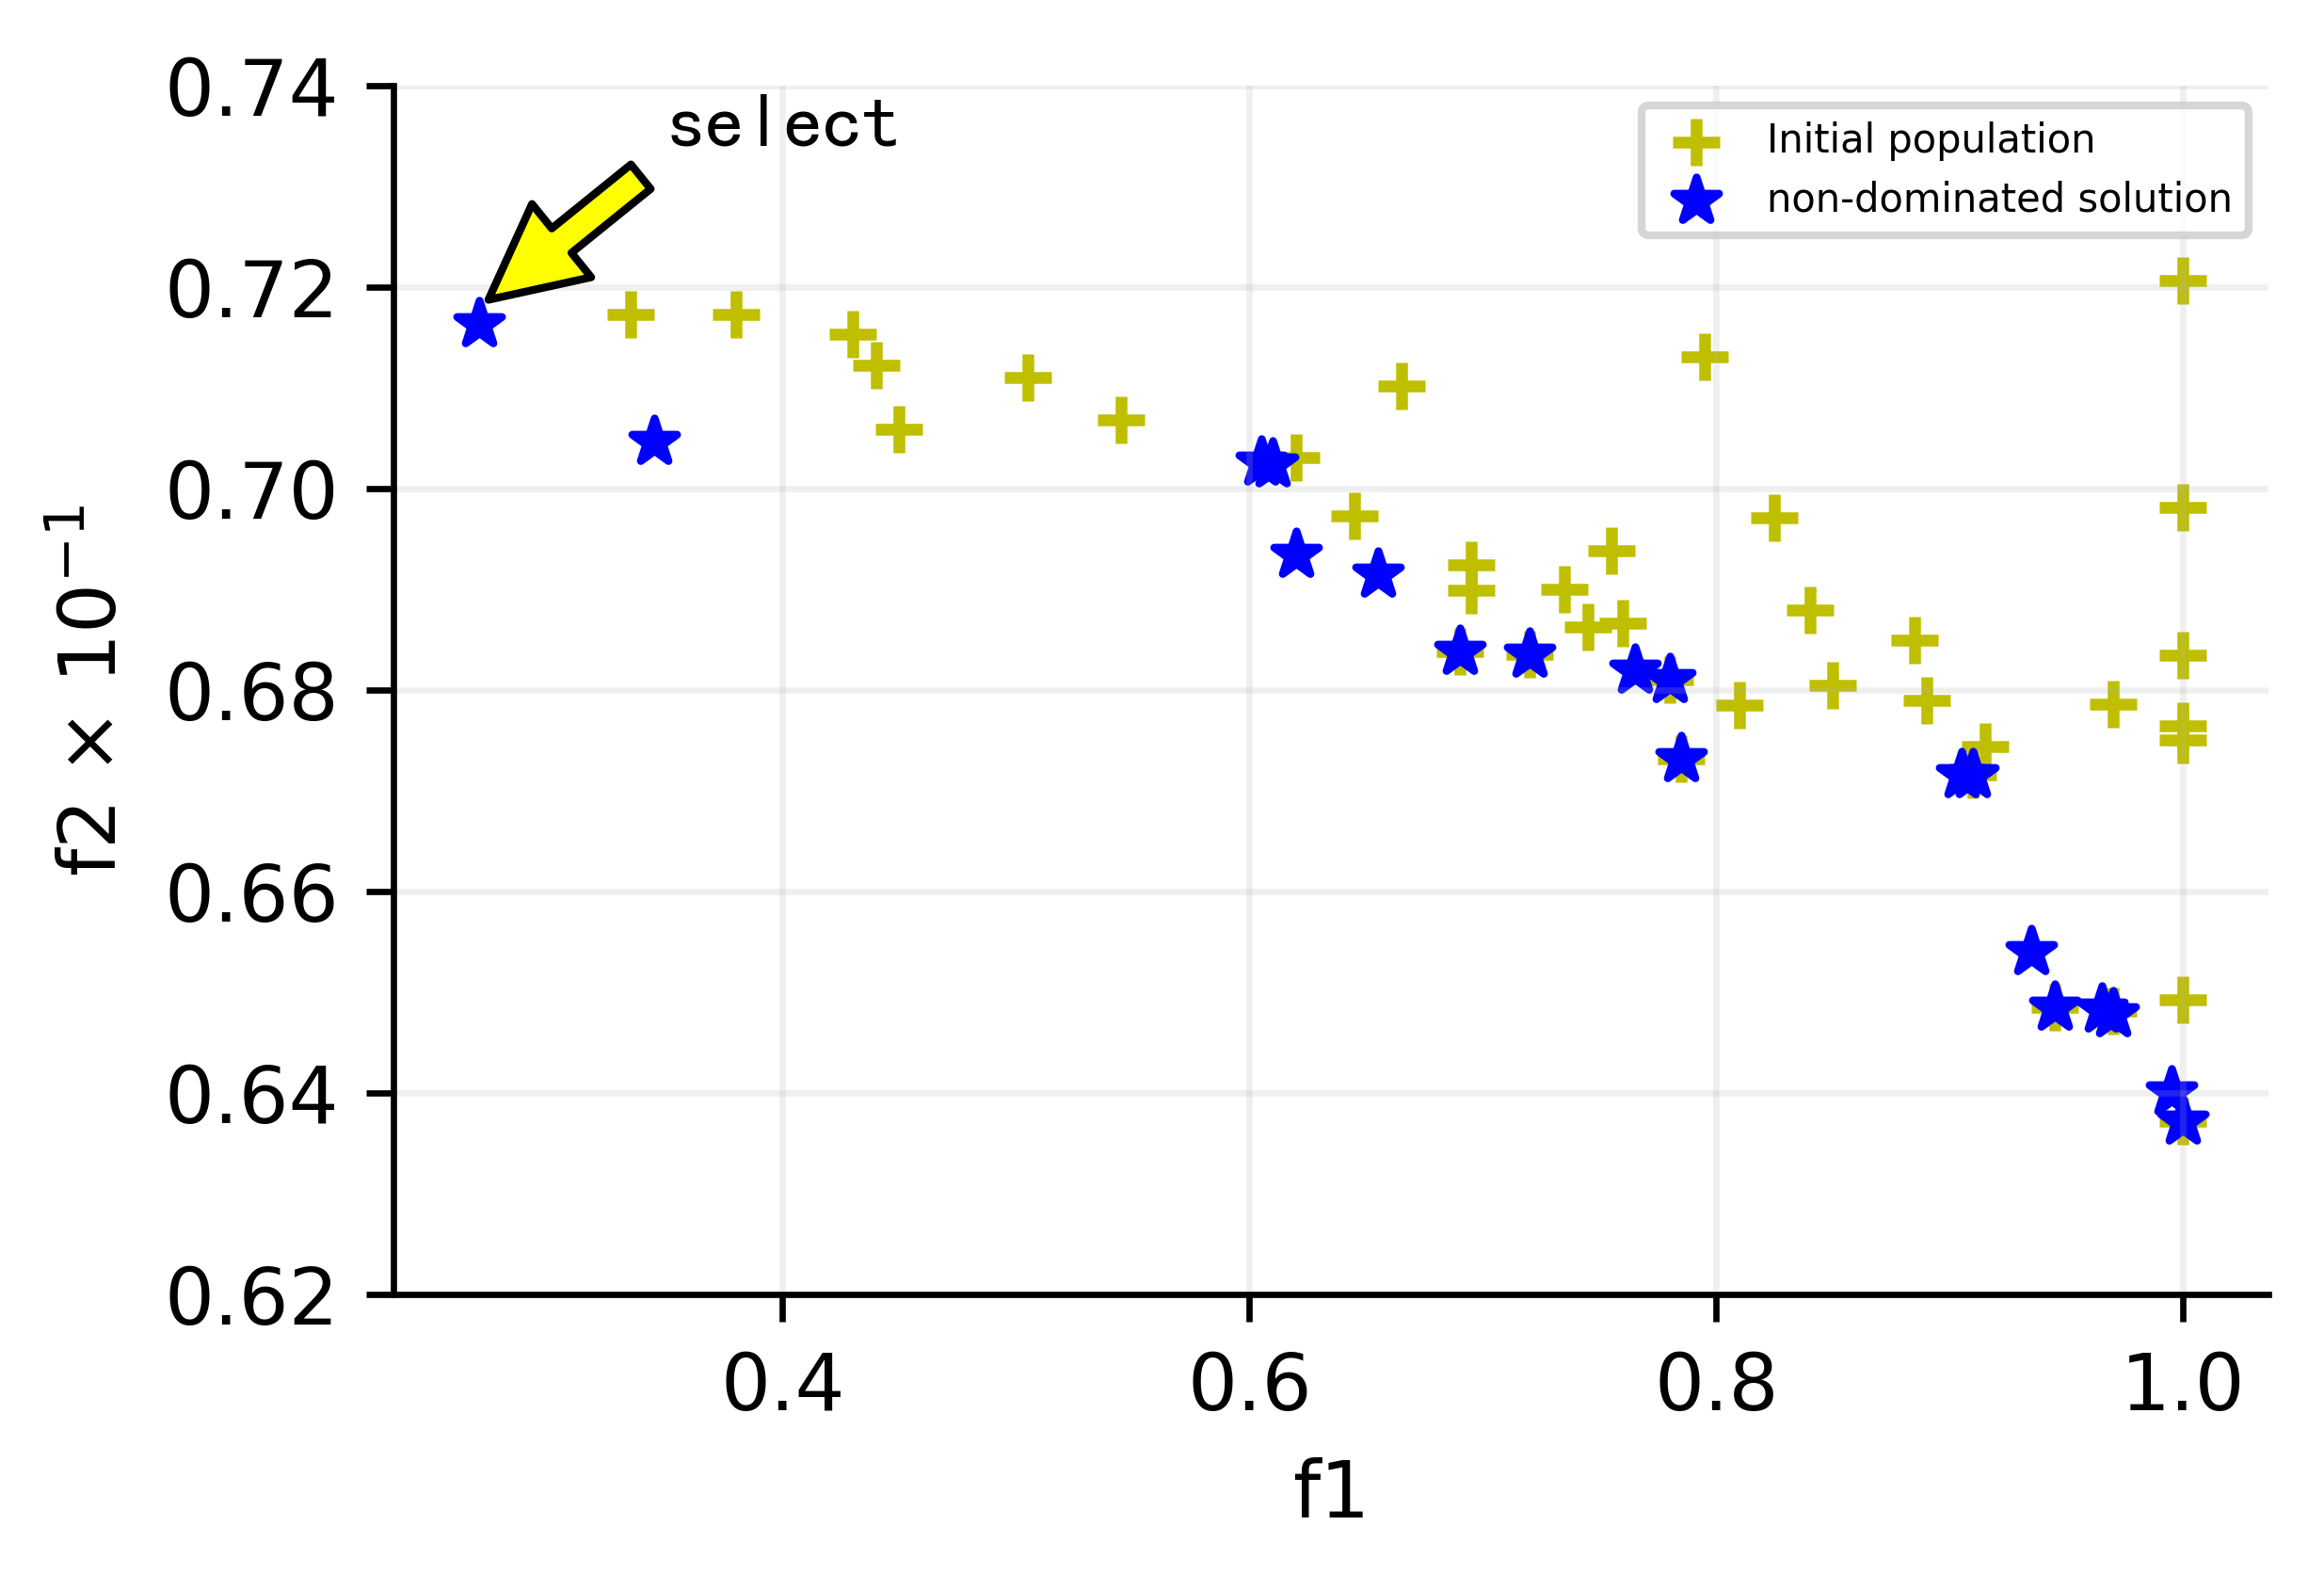 select
Initial population
non-dominated solution
0.74
0.72
0.70
0.68
0.66
0.64
0.62
f2 × 10⁻¹
0.4 0.6 0.8 1.0
f1